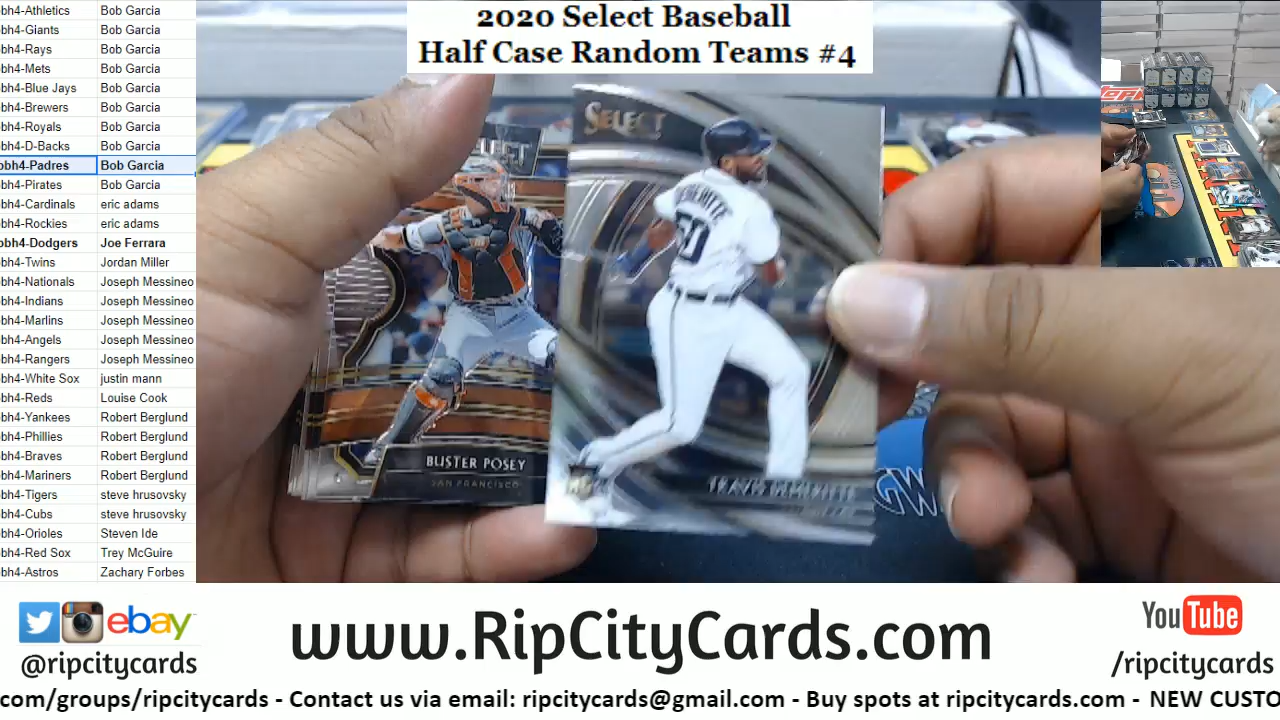 2020 Select Baseball
Half Case Random Teams #4
bh4-Athletics Bob Garcia
bh4-Giants Bob Garcia
bh4-Rays Bob Garcia
bh4-Mets Bob Garcia
bh4-Blue Jays Bob Garcia
bh4-Brewers Bob Garcia
bh4-Royals Bob Garcia
bh4-D-Backs Bob Garcia
bh4-Padres Bob Garcia
bh4-Pirates Bob Garcia
bh4-Cardinals eric adams
bh4-Rockies eric adams
bh4-Dodgers Joe Ferrara
bh4-Twins Jordan Miller
bh4-Nationals Joseph Messineo
bh4-Indians Joseph Messineo
bh4-Marlins Joseph Messineo
bh4-Angels Joseph Messineo
bh4-Rangers Joseph Messineo
bh4-White Sox justin mann
bh4-Reds Louise Cook
bh4-Yankees Robert Berglund
bh4-Phillies Robert Berglund
bh4-Braves Robert Berglund
bh4-Mariners Robert Berglund
bh4-Tigers steve hrusovsky
bh4-Cubs steve hrusovsky
bh4-Orioles Steven Ide
bh4-Red Sox Trey McGuire
bh4-Astros Zachary Forbes
SELECT
BUSTER POSEY
SAN FRANCISCO
ebay
@ripcitycards
www.RipCityCards.com
YouTube
/ripcitycards
com/groups/ripcitycards - Contact us via email: ripcitycards@gmail.com - Buy spots at ripcitycards.com - NEW CUSTO